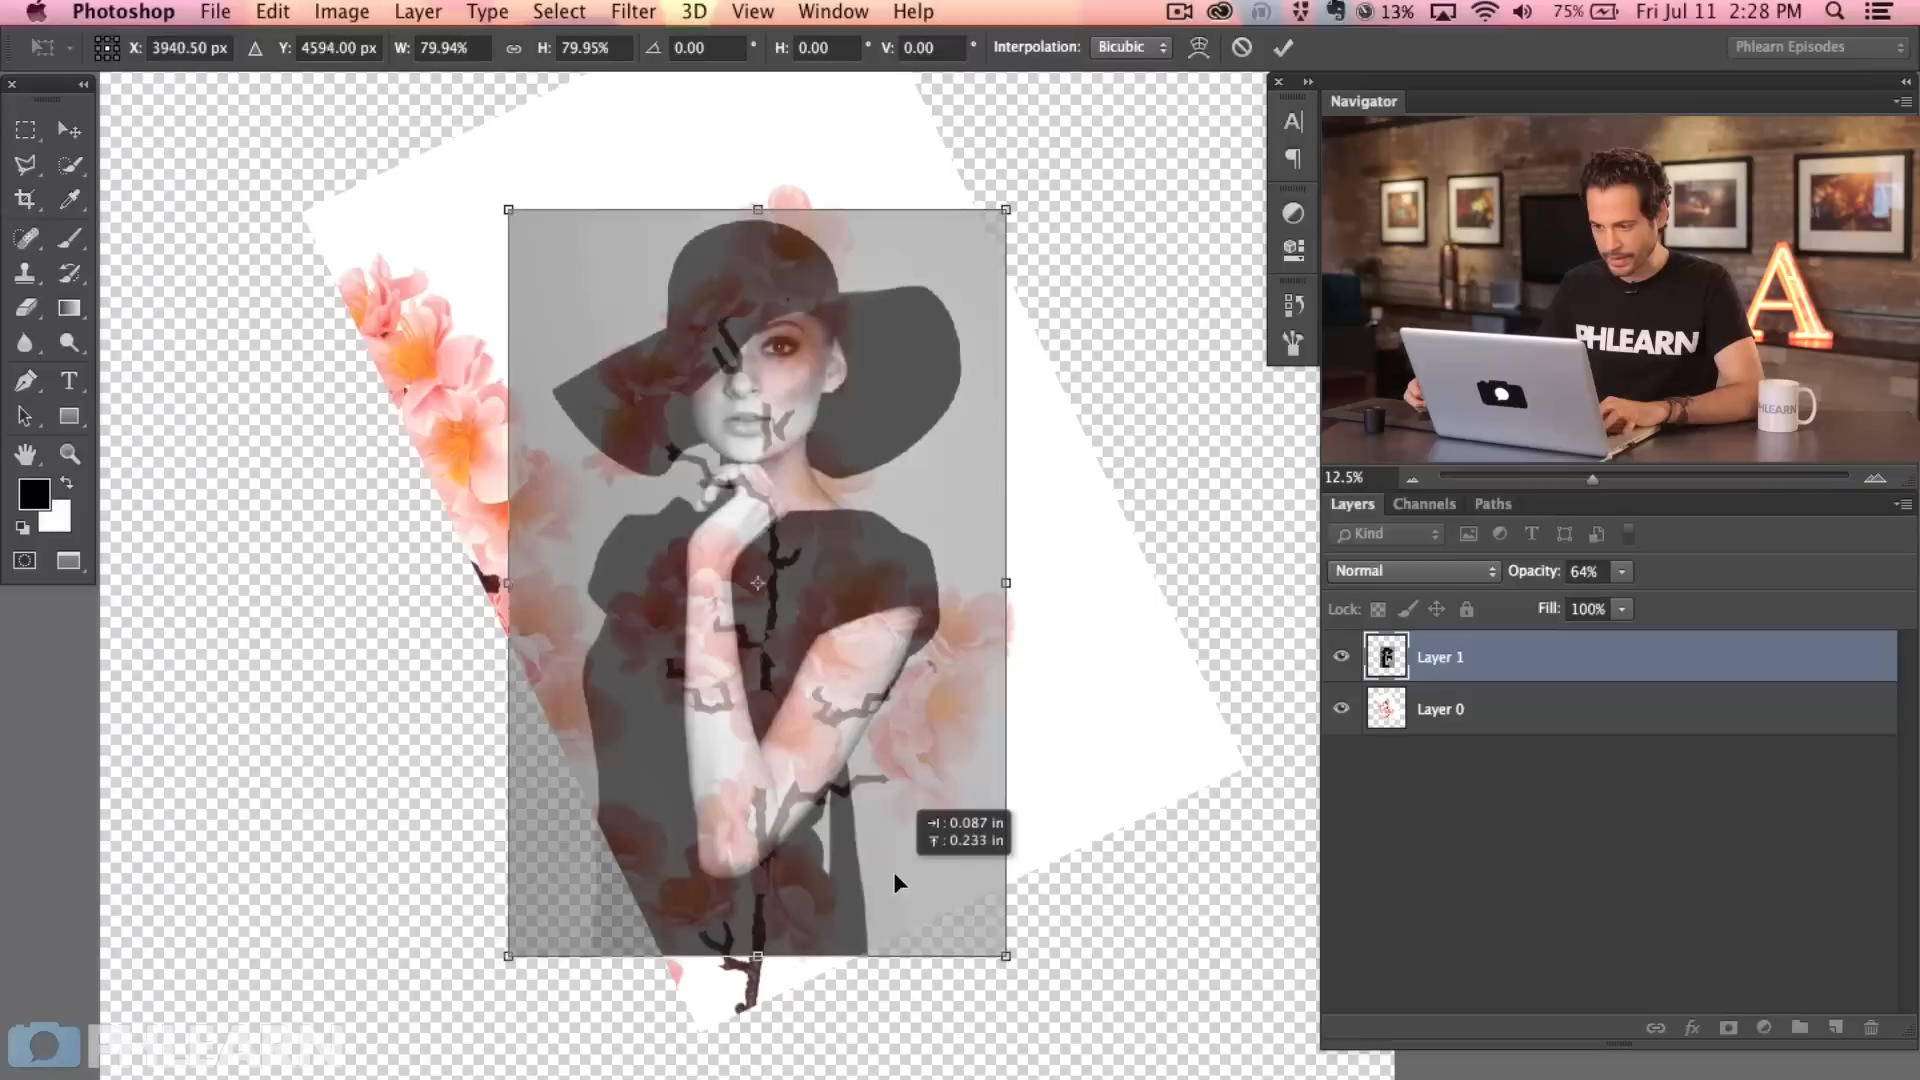 Photoshop File Edit Image Layer Type Select Filter 3D View Window Help 13% 75% Fri Jul 11 2:28 PM
X: 3940.50 px Y: 4594.00 px W: 79.94% H: 79.95% 0.00 ° H: 0.00 ° V: 0.00 ° Interpolation: Bicubic Phlearn Episodes
Navigator
A
PHLEARN
HLEARN
12.5%
Layers Channels Paths
Kind
Normal Opacity: 64%
Lock: Fill: 100%
Layer 1
Layer 0
: 0.087 in
: 0.233 in
PHLEARN